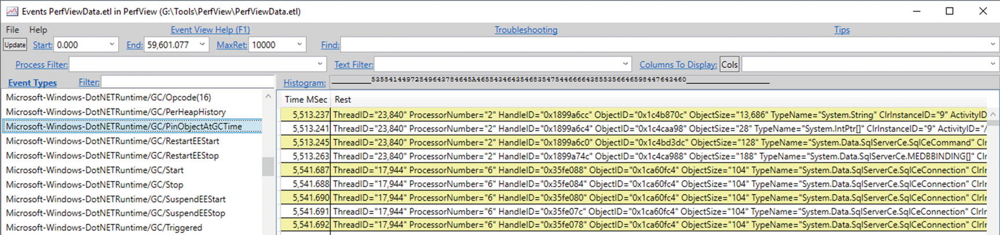 Events PerfViewData.etl in PerfView (G:\Tools\PerfView\PerfViewData.etl)
File Help Event View Help (F1) Troubleshooting Tips
Update Start: 0.000 End: 59,601.077 MaxRet: 10000 Find:
Process Filter: Text Filter: Columns To Display: Cols
Event Types Filter: Histogram:
Microsoft-Windows-DotNETRuntime/GC/Opcode(16)
Microsoft-Windows-DotNETRuntime/GC/PerHeapHistory
Microsoft-Windows-DotNETRuntime/GC/PinObjectAtGCTime
Microsoft-Windows-DotNETRuntime/GC/RestartEEStart
Microsoft-Windows-DotNETRuntime/GC/RestartEEStop
Microsoft-Windows-DotNETRuntime/GC/Start
Microsoft-Windows-DotNETRuntime/GC/Stop
Microsoft-Windows-DotNETRuntime/GC/SuspendEEStart
Microsoft-Windows-DotNETRuntime/GC/SuspendEEStop
Microsoft-Windows-DotNETRuntime/GC/Triggered
Time MSec Rest
5,513.237 ThreadID="23,840" ProcessorNumber="2" HandleID="0x1899a6cc" ObjectID="0x1c4b870c" ObjectSize="13,686" TypeName="System.String" ClrInstanceID="9" ActivityID
5,513.241 ThreadID="23,840" ProcessorNumber="2" HandleID="0x1899a6c4" ObjectID="0x1c4caa98" ObjectSize="28" TypeName="System.IntPtr[]" ClrInstanceID="9" ActivityID="/
5,513.245 ThreadID="23,840" ProcessorNumber="2" HandleID="0x1899a6c0" ObjectID="0x1c4bd3dc" ObjectSize="128" TypeName="System.Data.SqlServerCe.SqlCeCommand" ClrIr
5,513.263 ThreadID="23,840" ProcessorNumber="2" HandleID="0x1899a74c" ObjectID="0x1c4ca988" ObjectSize="188" TypeName="System.Data.SqlServerCe.MEDBBINDING[]" ClrIr
5,541.687 ThreadID="17,944" ProcessorNumber="6" HandleID="0x35fe088" ObjectID="0x1ca60fc4" ObjectSize="104" TypeName="System.Data.SqlServerCe.SqlCeConnection" ClrIr
5,541.688 ThreadID="17,944" ProcessorNumber="6" HandleID="0x35fe084" ObjectID="0x1ca60fc4" ObjectSize="104" TypeName="System.Data.SqlServerCe.SqlCeConnection" ClrIr
5,541.690 ThreadID="17,944" ProcessorNumber="6" HandleID="0x35fe080" ObjectID="0x1ca60fc4" ObjectSize="104" TypeName="System.Data.SqlServerCe.SqlCeConnection" ClrIr
5,541.691 ThreadID="17,944" ProcessorNumber="6" HandleID="0x35fe07c" ObjectID="0x1ca60fc4" ObjectSize="104" TypeName="System.Data.SqlServerCe.SqlCeConnection" ClrIr
5,541.692 ThreadID="17,944" ProcessorNumber="6" HandleID="0x35fe078" ObjectID="0x1ca60fc4" ObjectSize="104" TypeName="System.Data.SqlServerCe.SqlCeConnection" ClrIr